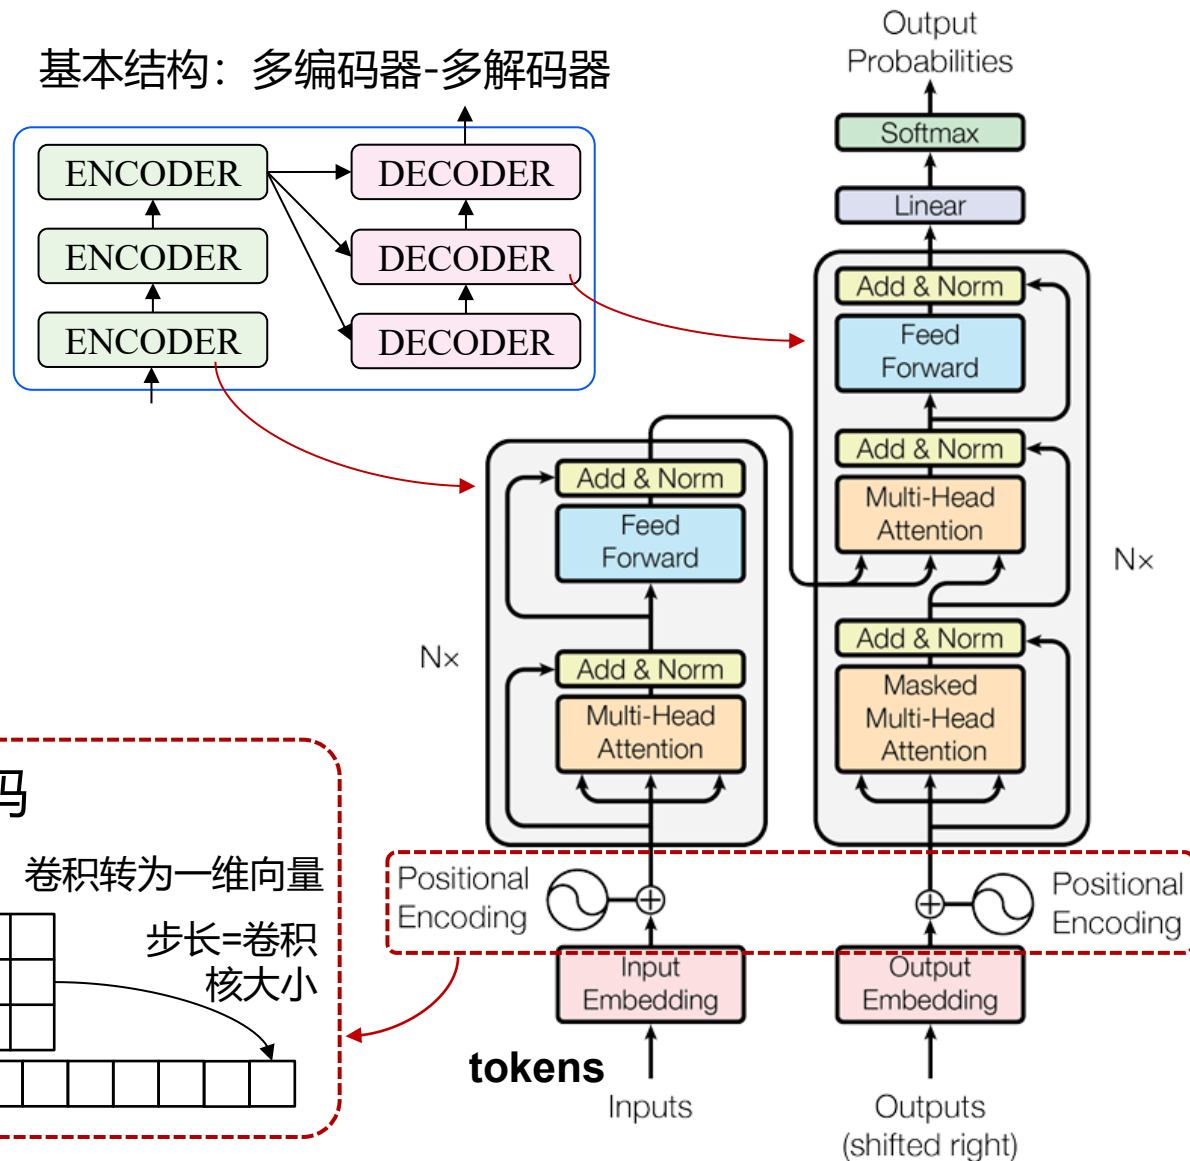 基本结构：多编码器-多解码器
ENCODER
DECODER
ENCODER
DECODER
ENCODER
DECODER
Output
Probabilities
Softmax
Linear
Add & Norm
Feed
Forward
Add & Norm
Multi-Head
Attention
N×
Add & Norm
Masked
Multi-Head
Attention
Add & Norm
Feed
Forward
N×
Add & Norm
Multi-Head
Attention
Positional
Encoding
Positional
Encoding
Input
Embedding
Output
Embedding
tokens
Inputs
Outputs
(shifted right)
码
卷积转为一维向量
步长=卷积
核大小